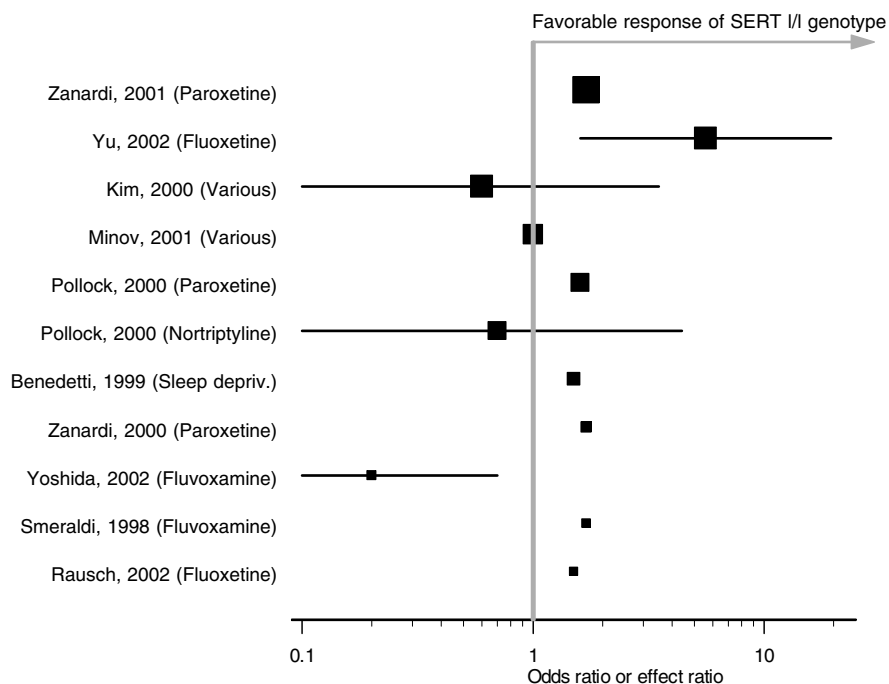 Favorable response of SERT l/l genotype
Zanardi, 2001 (Paroxetine)
Yu, 2002 (Fluoxetine)
Kim, 2000 (Various)
Minov, 2001 (Various)
Pollock, 2000 (Paroxetine)
Pollock, 2000 (Nortriptyline)
Benedetti, 1999 (Sleep depriv.)
Zanardi, 2000 (Paroxetine)
Yoshida, 2002 (Fluvoxamine)
Smeraldi, 1998 (Fluvoxamine)
Rausch, 2002 (Fluoxetine)
0.1 1 10
Odds ratio or effect ratio